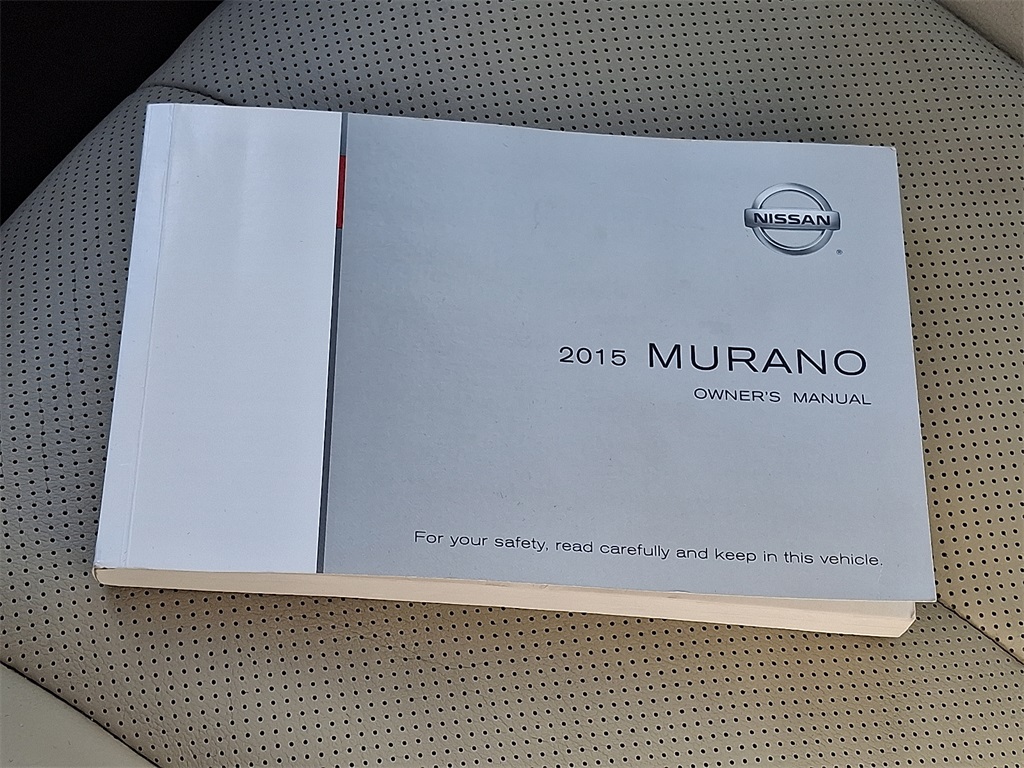 NISSAN
®
2015 MURANO
OWNER'S MANUAL
For your safety, read carefully and keep in this vehicle.